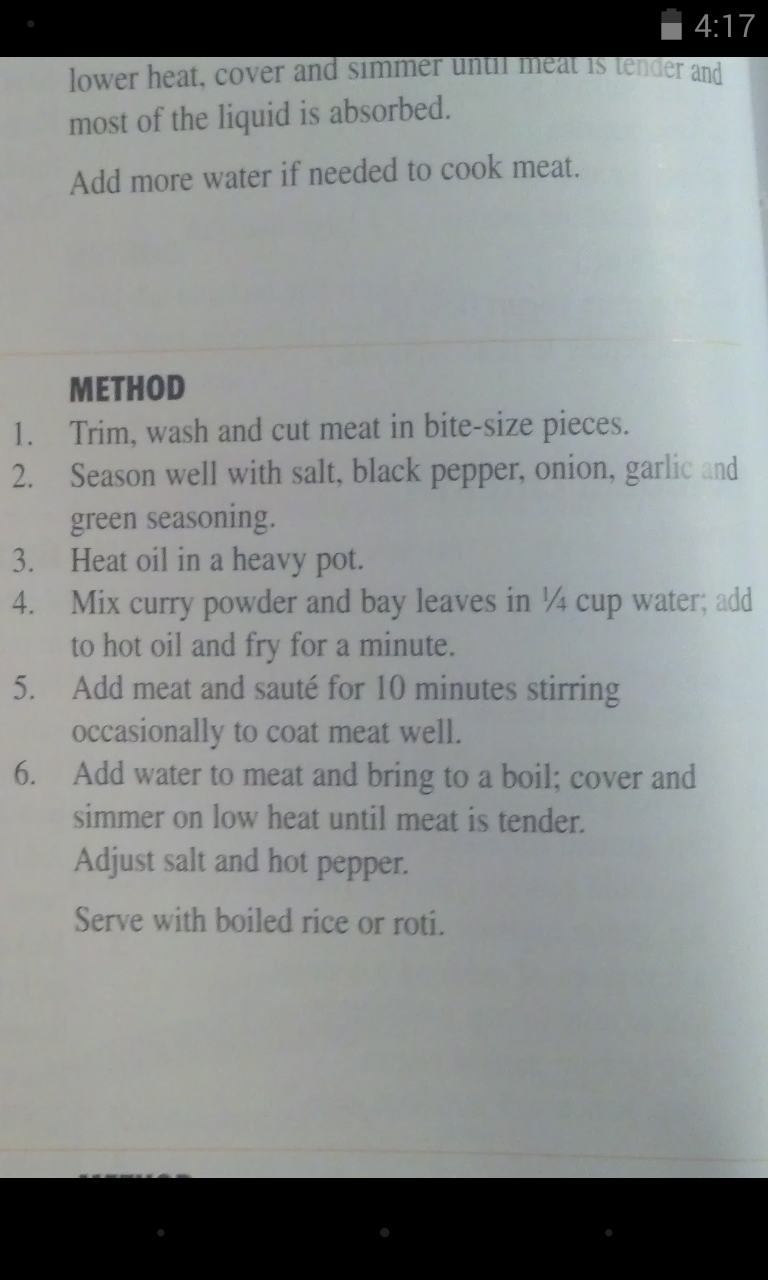 4:17
lower heat, cover and simmer until meat is tender and
most of the liquid is absorbed.
Add more water if needed to cook meat.
METHOD
1. Trim, wash and cut meat in bite-size pieces.
2. Season well with salt, black pepper, onion, garlic and
green seasoning.
3. Heat oil in a heavy pot.
4. Mix curry powder and bay leaves in ¼ cup water; add
to hot oil and fry for a minute.
5. Add meat and sauté for 10 minutes stirring
occasionally to coat meat well.
6. Add water to meat and bring to a boil; cover and
simmer on low heat until meat is tender.
Adjust salt and hot pepper.
Serve with boiled rice or roti.
METHOD